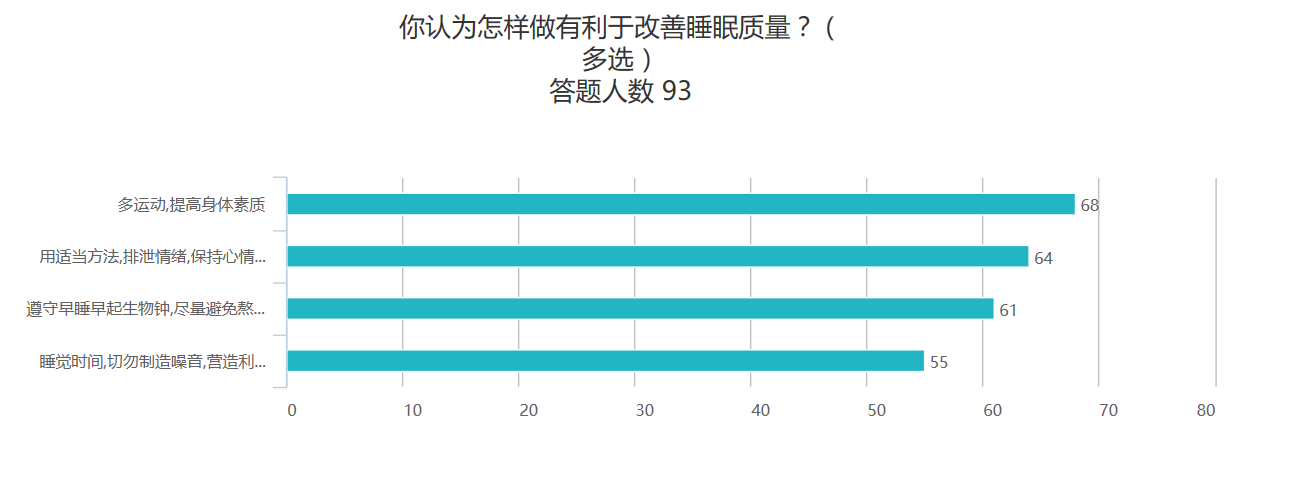 你认为怎样做有利于改善睡眠质量？（
多选）
答题人数 93
多运动,提高身体素质
68
用适当方法,排泄情绪,保持心情...
64
遵守早睡早起生物钟,尽量避免熬...
61
睡觉时间,切勿制造噪音,营造利...
55
0 10 20 30 40 50 60 70 80